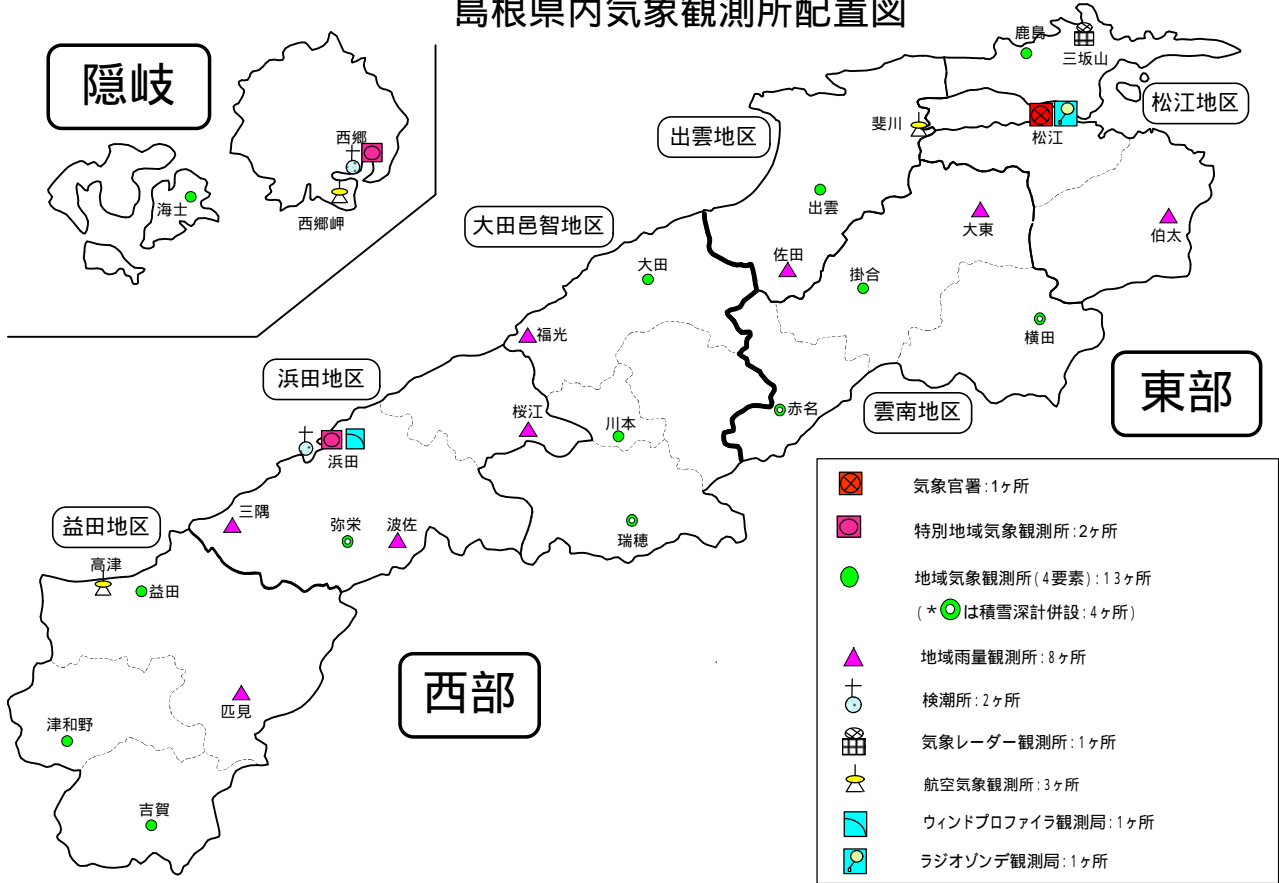 島根県内気象観測所配置図
隠岐
西郷
海士
西郷岬
鹿島
三坂山
松江地区
出雲地区
斐川
松江
出雲
大東
伯太
大田邑智地区
佐田
大田
掛合
福光
横田
浜田地区
東部
桜江
川本
赤名
雲南地区
浜田
三隅
弥栄
波佐
瑞穂
益田地区
高津
益田
西部
匹見
津和野
吉賀
気象官署:1ヶ所
特別地域気象観測所:2ヶ所
地域気象観測所(4要素):13ヶ所
(*は積雪深計併設:4ヶ所)
地域雨量観測所:8ヶ所
検潮所:2ヶ所
気象レーダー観測所:1ヶ所
航空気象観測所:3ヶ所
ウィンドプロファイラ観測局:1ヶ所
ラジオゾンデ観測局:1ヶ所